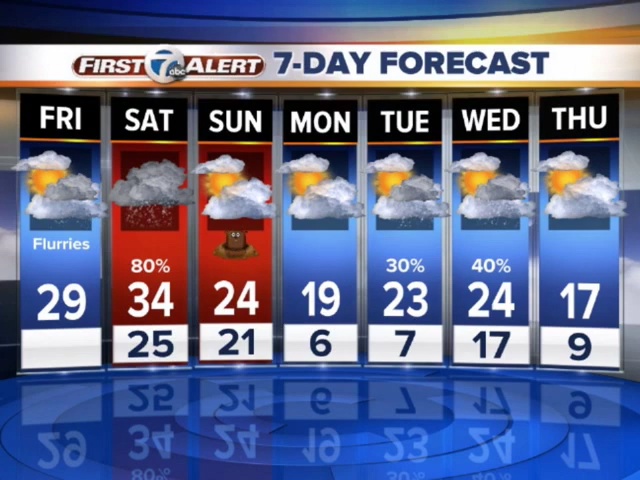 FIRST 7 abc ALERT 7-DAY FORECAST
FRI SAT SUN MON TUE WED THU
Flurries
80% 30% 40%
29 34 24 19 23 24 17
25 21 6 7 17 9